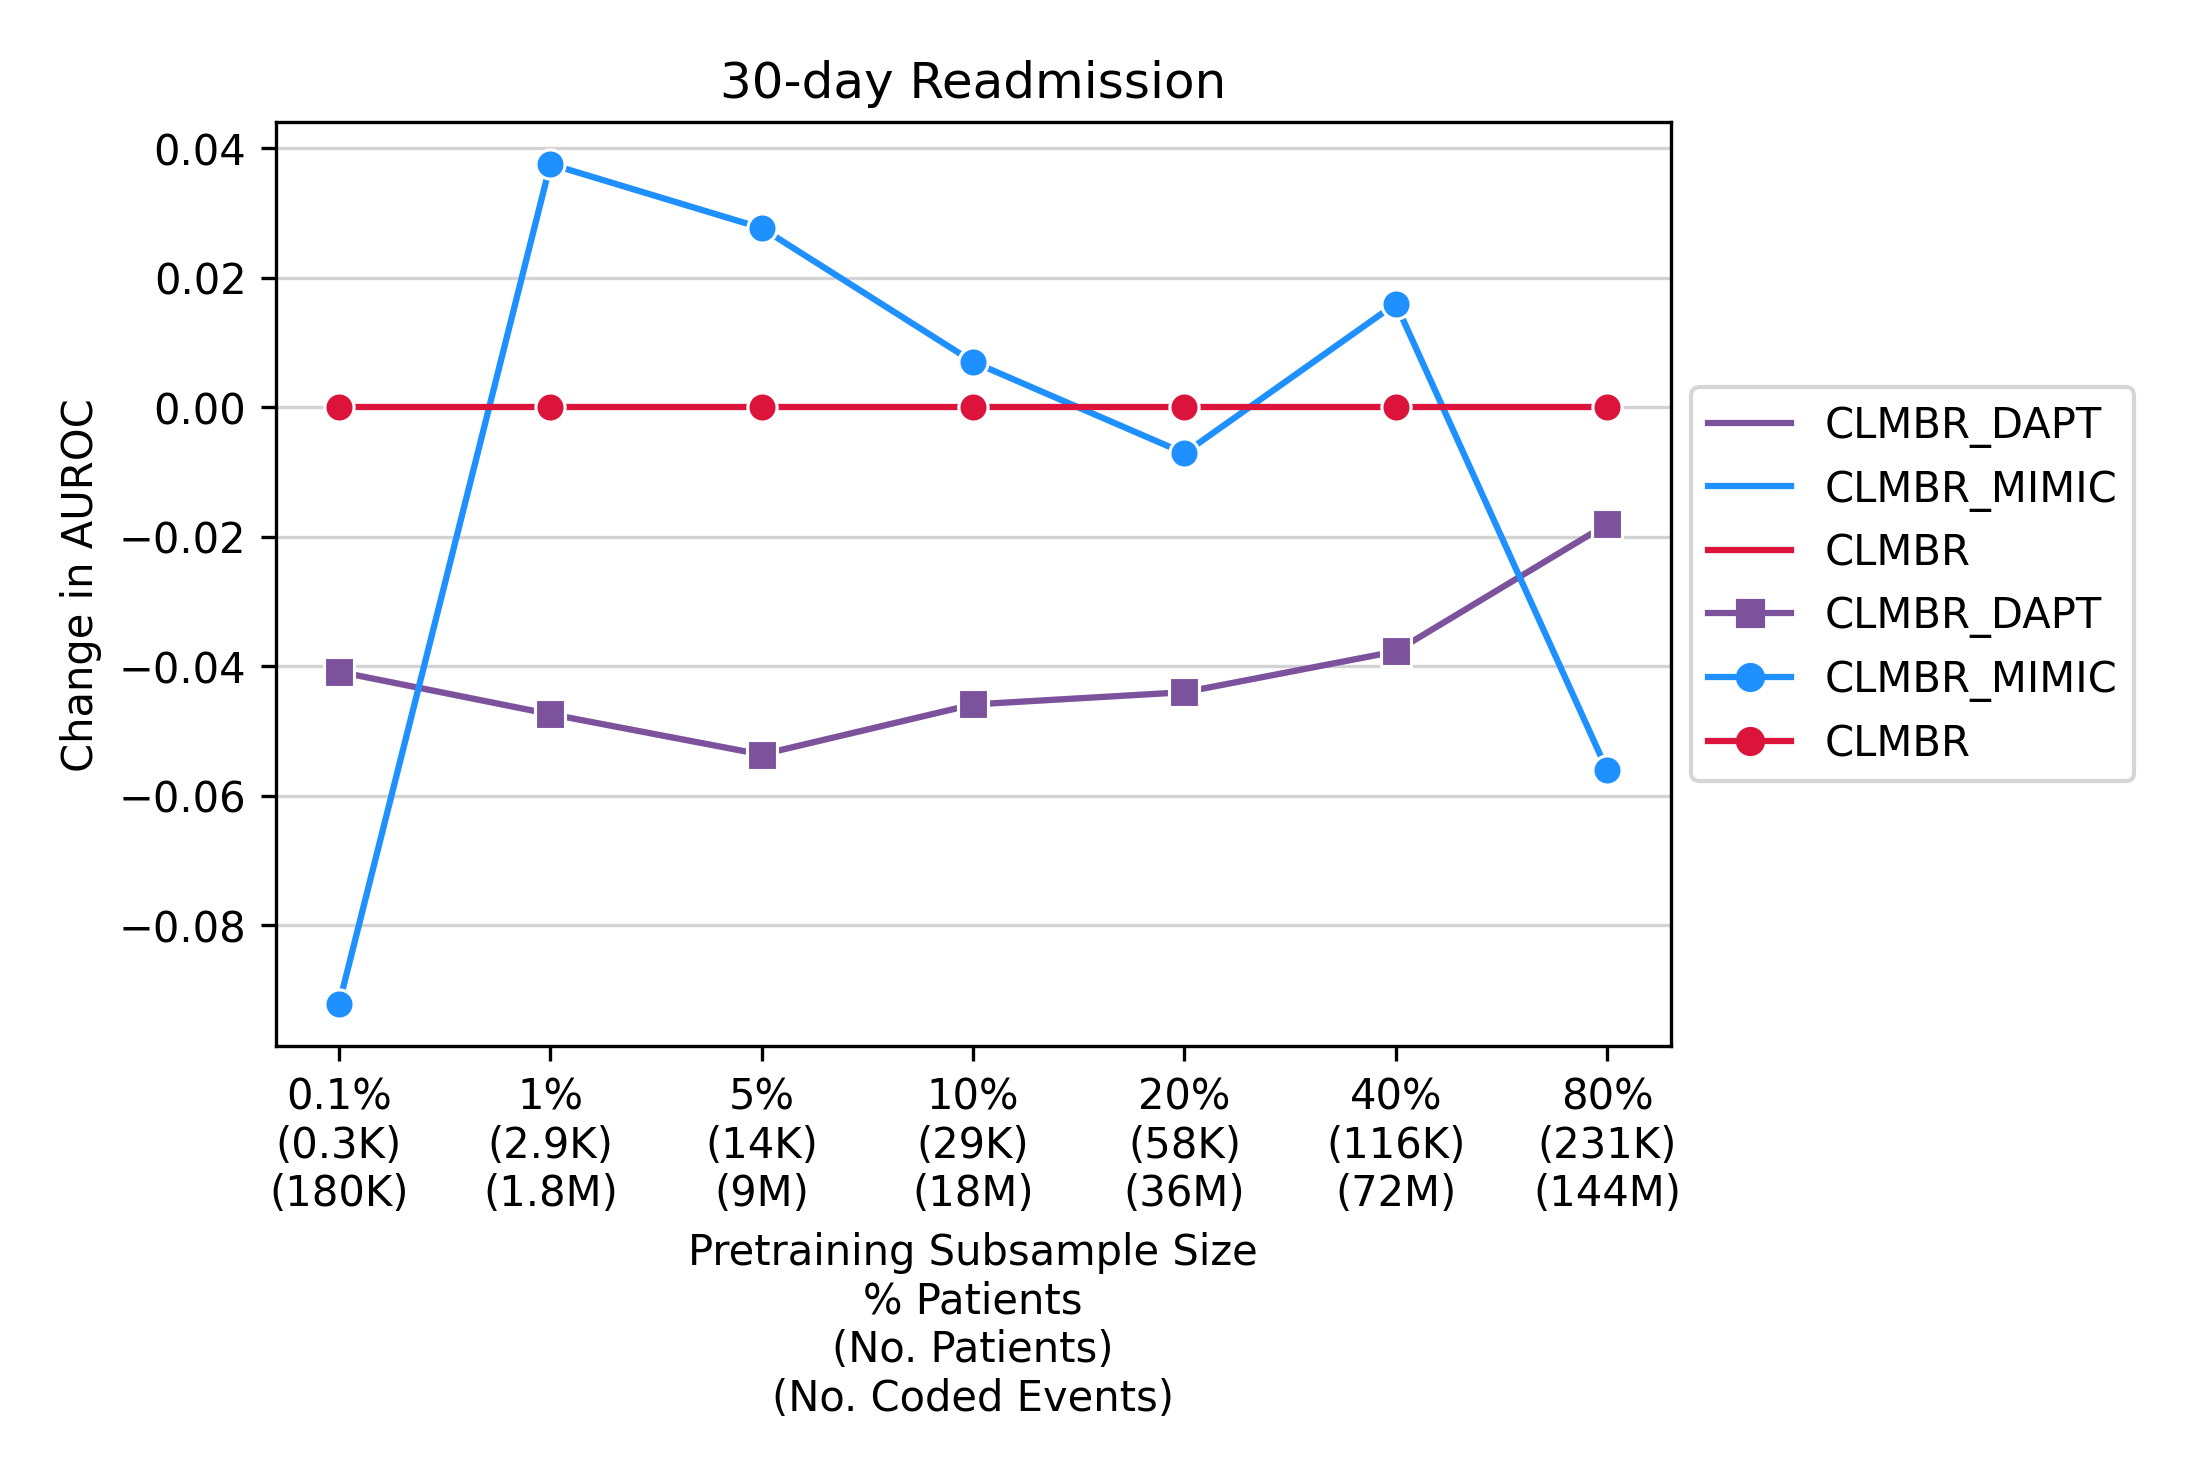 30-day Readmission
Change in AUROC
0.04
0.02
0.00
−0.02
−0.04
−0.06
−0.08
0.1% 1% 5% 10% 20% 40% 80%
(0.3K) (2.9K) (14K) (29K) (58K) (116K) (231K)
(180K) (1.8M) (9M) (18M) (36M) (72M) (144M)
Pretraining Subsample Size
% Patients
(No. Patients)
(No. Coded Events)
CLMBR_DAPT
CLMBR_MIMIC
CLMBR
CLMBR_DAPT
CLMBR_MIMIC
CLMBR